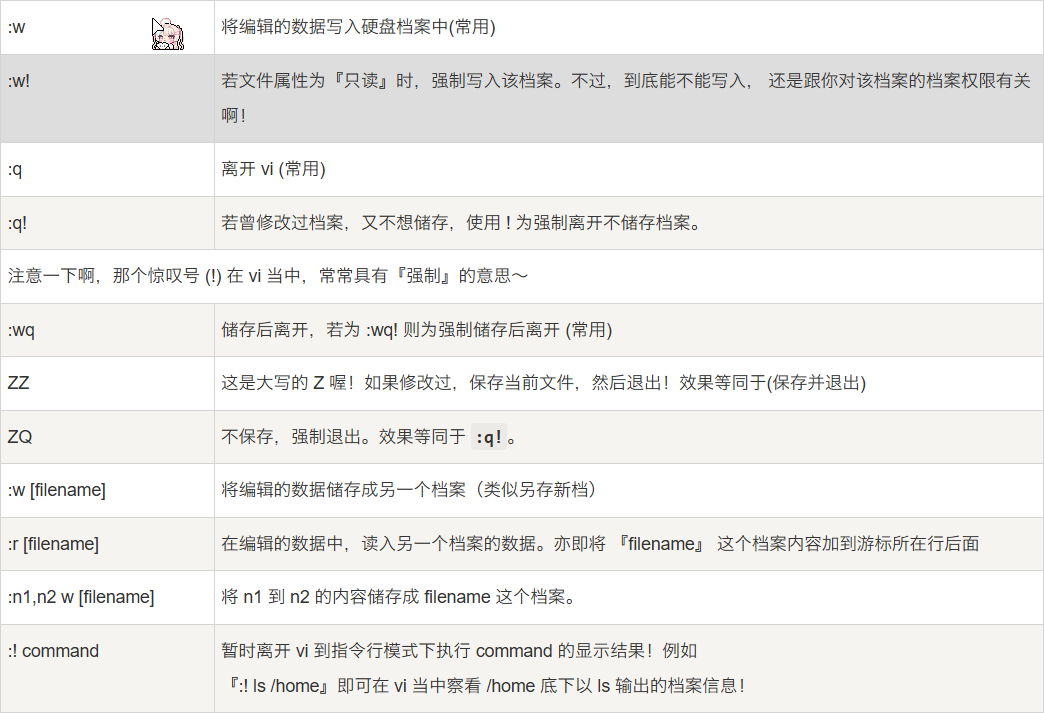 :w 将编辑的数据写入硬盘档案中(常用)
:w! 若文件属性为『只读』时，强制写入该档案。不过，到底能不能写入， 还是跟你对该档案的档案权限有关
啊！
:q 离开 vi (常用)
:q! 若曾修改过档案，又不想储存，使用 ! 为强制离开不储存档案。
注意一下啊，那个惊叹号 (!) 在 vi 当中，常常具有『强制』的意思～
:wq 储存后离开，若为 :wq! 则为强制储存后离开 (常用)
ZZ 这是大写的 Z 喔！如果修改过，保存当前文件，然后退出！效果等同于(保存并退出)
ZQ 不保存，强制退出。效果等同于 :q!。
:w [filename] 将编辑的数据储存成另一个档案（类似另存新档）
:r [filename] 在编辑的数据中，读入另一个档案的数据。亦即将 『filename』 这个档案内容加到游标所在行后面
:n1,n2 w [filename] 将 n1 到 n2 的内容储存成 filename 这个档案。
:! command 暂时离开 vi 到指令行模式下执行 command 的显示结果！例如
『:! ls /home』即可在 vi 当中察看 /home 底下以 ls 输出的档案信息！